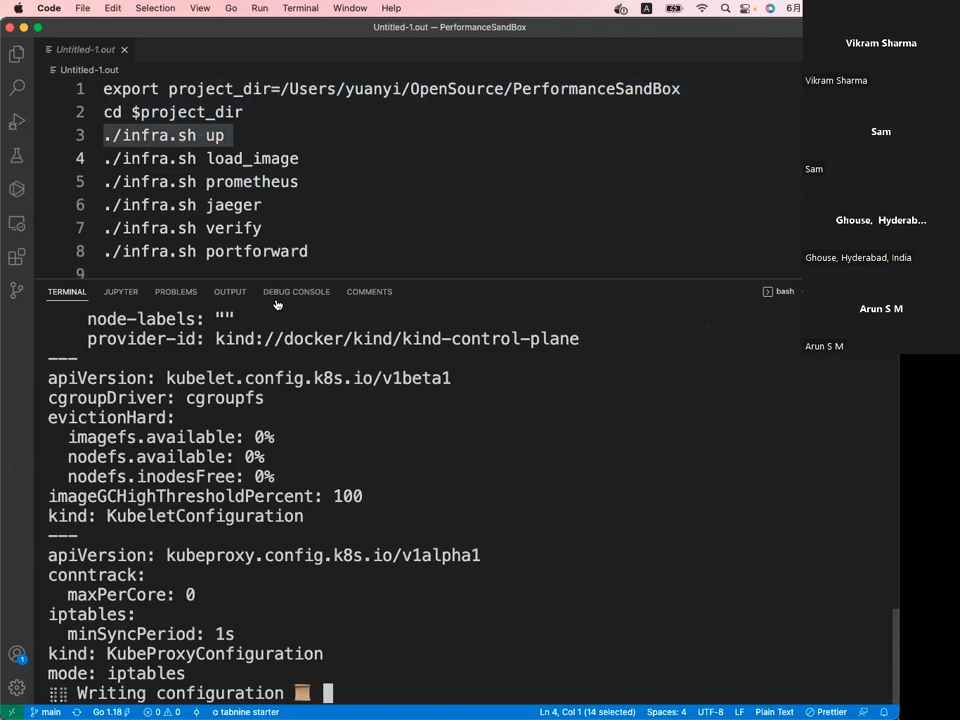 Code File Edit Selection View Go Run Terminal Window Help A 6月
Untitled-1.out — PerformanceSandBox
Untitled-1.out
Untitled-1.out
1 export project_dir=/Users/yuanyi/OpenSource/PerformanceSandBox
2 cd $project_dir
3 ./infra.sh up
4 ./infra.sh load_image
5 ./infra.sh prometheus
6 ./infra.sh jaeger
7 ./infra.sh verify
8 ./infra.sh portforward
9
TERMINAL JUPYTER PROBLEMS OUTPUT DEBUG CONSOLE COMMENTS bash
node-labels: ""
provider-id: kind://docker/kind/kind-control-plane
---
apiVersion: kubelet.config.k8s.io/v1beta1
cgroupDriver: cgroupfs
evictionHard:
imagefs.available: 0%
nodefs.available: 0%
nodefs.inodesFree: 0%
imageGCHighThresholdPercent: 100
kind: KubeletConfiguration
---
apiVersion: kubeproxy.config.k8s.io/v1alpha1
conntrack:
maxPerCore: 0
iptables:
minSyncPeriod: 1s
kind: KubeProxyConfiguration
mode: iptables
Writing configuration
1
main Go 1.18 0 0 tabnine starter Ln 4, Col 1 (14 selected) Spaces: 4 UTF-8 LF Plain Text Prettier
Vikram Sharma
Vikram Sharma
Sam
Sam
Ghouse, Hyderab...
Ghouse, Hyderabad, India
Arun S M
Arun S M